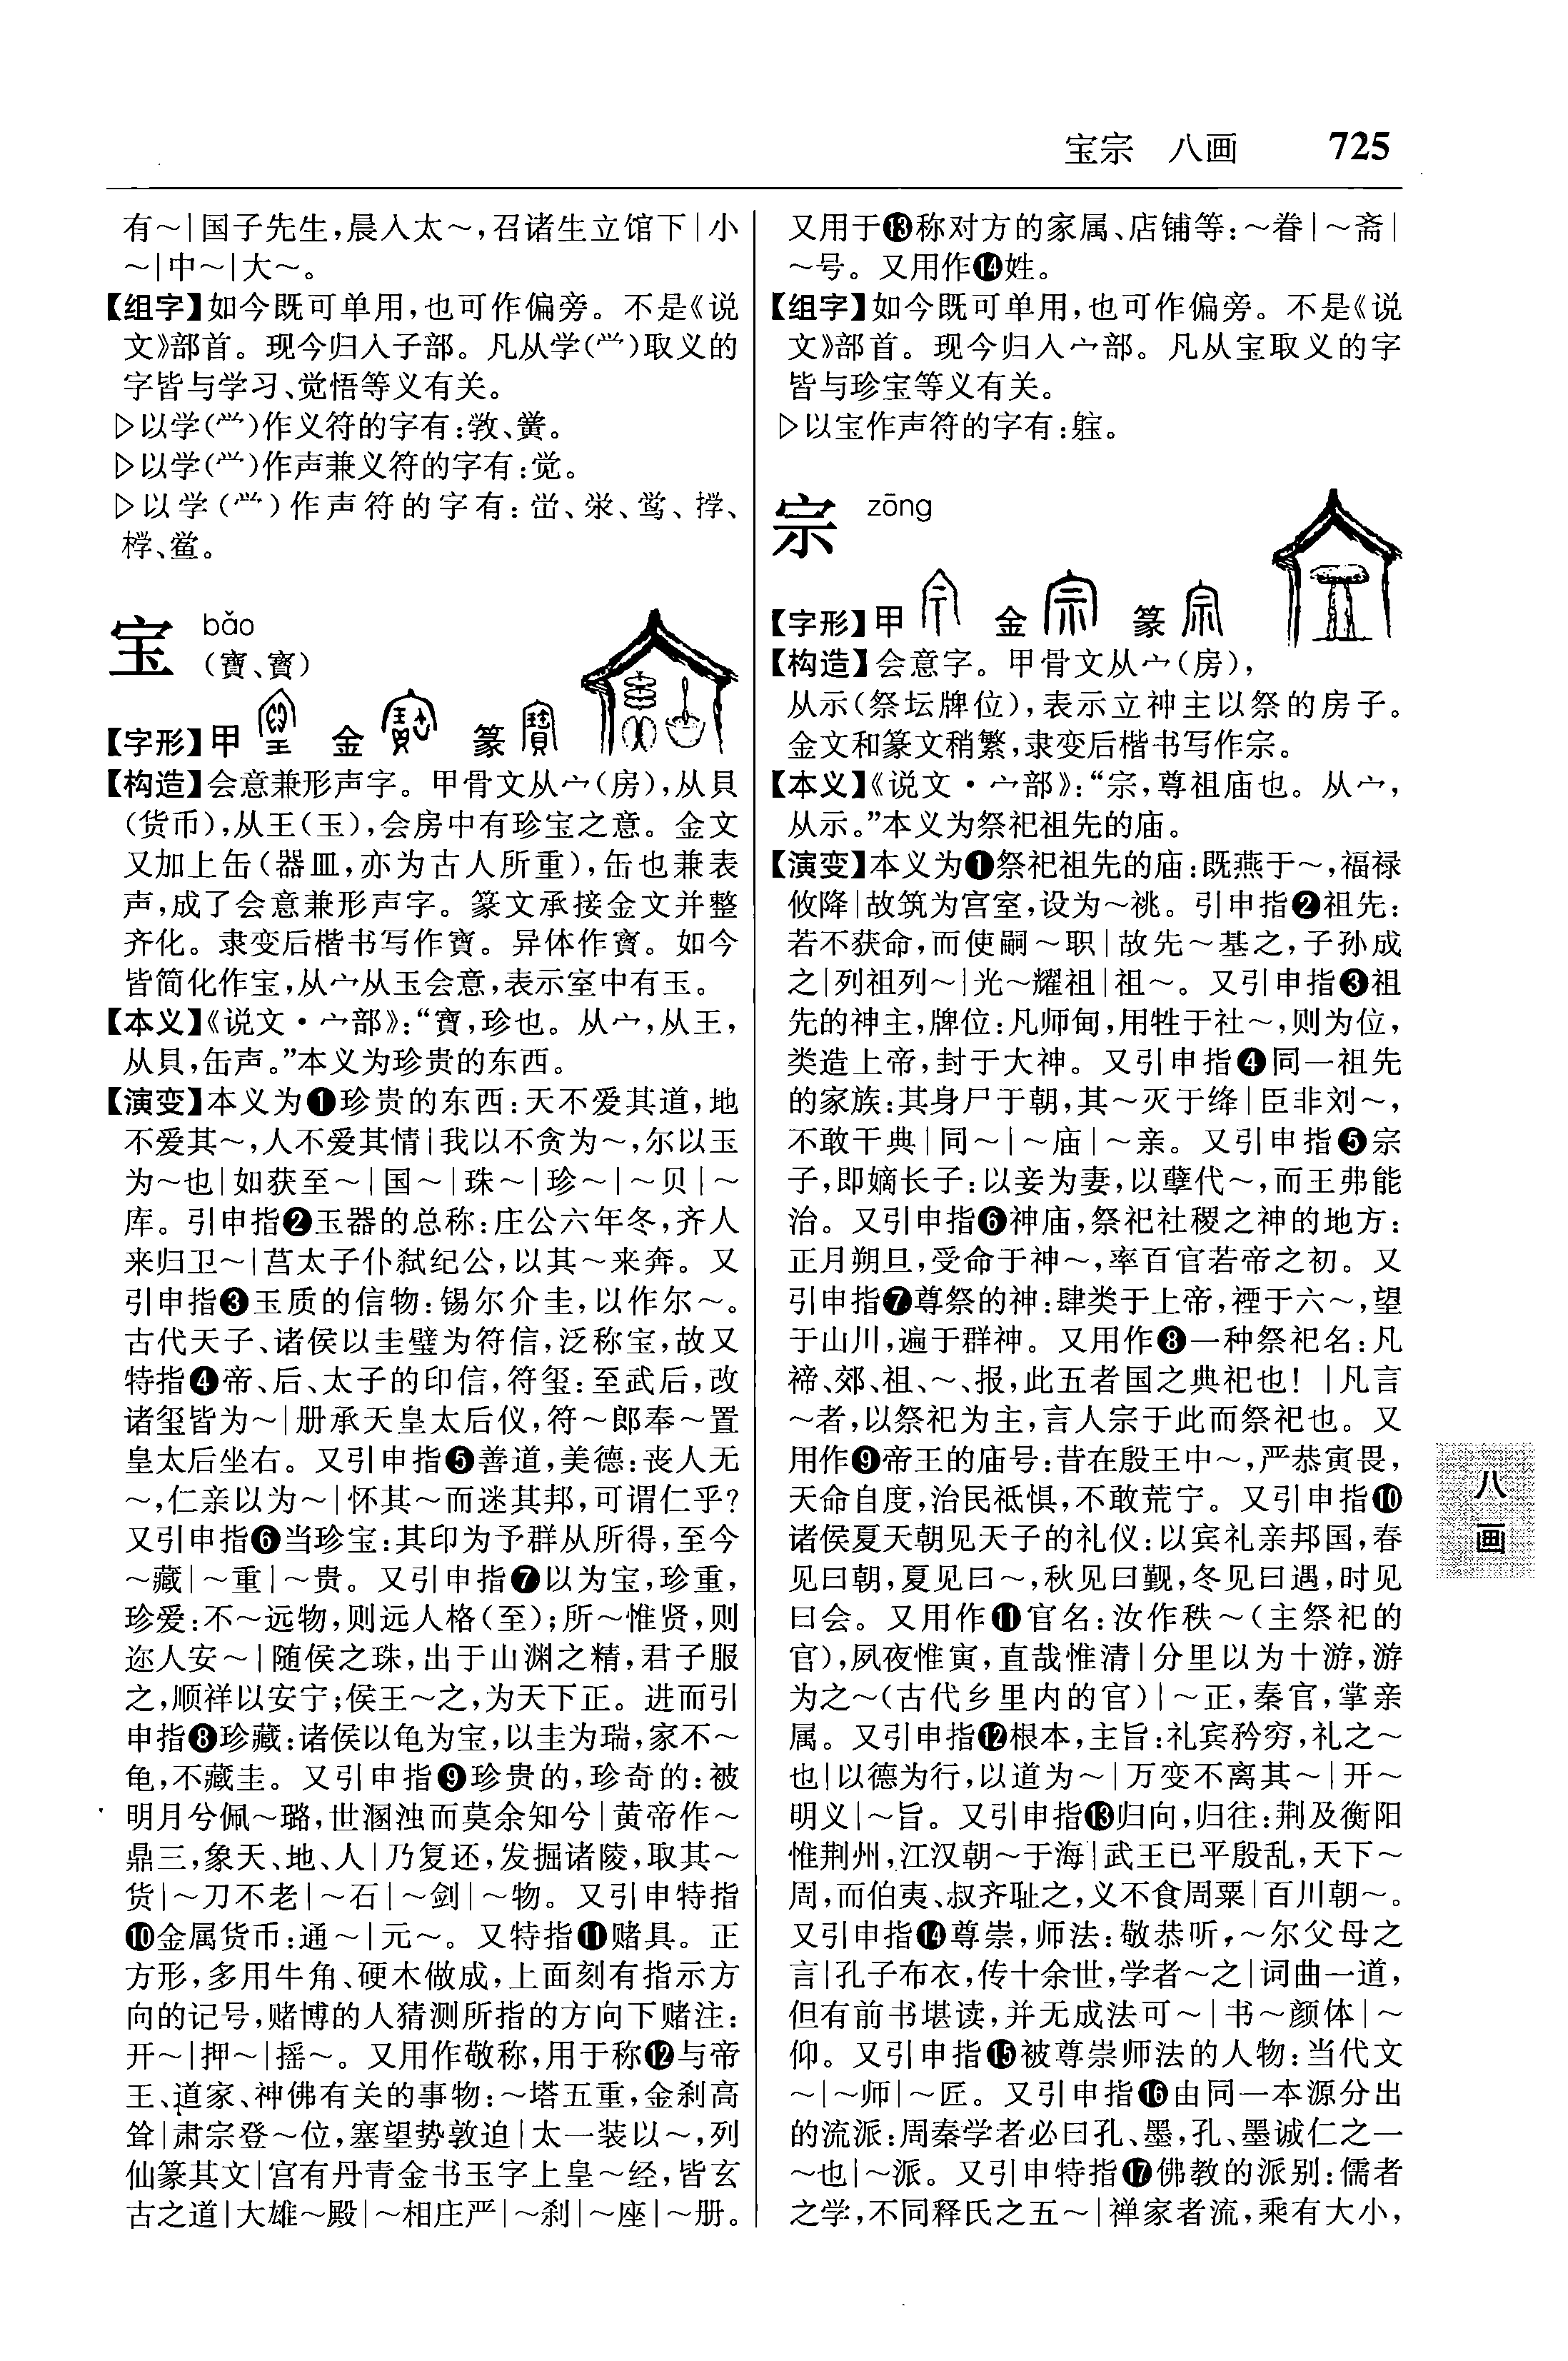 宝宗 八画 725
有～|国子先生,晨入太～,召诸生立馆下|小
～|中～|大～。
【组字】如今既可单用,也可作偏旁。不是《说
文》部首。现今归入子部。凡从学(𰃮)取义的
字皆与学习、觉悟等义有关。
▷以学(𰃮)作义符的字有:敩、黉。
▷以学(𰃮)作声兼义符的字有:觉。
▷以学(𰃮)作声符的字有:峃、泶、鸴、
鲎。
宝 bǎo
(寶、寳)
【字形】甲 金 篆
【构造】会意兼形声字。甲骨文从宀(房),从貝
(货币),从王(玉),会房中有珍宝之意。金文
又加上缶(器皿,亦为古人所重),缶也兼表
声,成了会意兼形声字。篆文承接金文并整
齐化。隶变后楷书写作寶。异体作寳。如今
皆简化作宝,从宀从玉会意,表示室中有玉。
【本义】《说文·宀部》:“寶,珍也。从宀,从王,
从貝,缶声。”本义为珍贵的东西。
【演变】本义为❶珍贵的东西:天不爱其道,地
不爱其～,人不爱其情|我以不贪为～,尔以玉
为～也|如获至～|国～|珠～|珍～|～贝|～
库。引申指❷玉器的总称:庄公六年冬,齐人
来归卫～|莒太子仆弑纪公,以其～来奔。又
引申指❸玉质的信物:锡尔介圭,以作尔～。
古代天子、诸侯以圭璧为符信,泛称宝,故又
特指❹帝、后、太子的印信,符玺:至武后,改
诸玺皆为～|册承天皇太后仪,符～郎奉～置
皇太后坐右。又引申指❺善道,美德:丧人无
～,仁亲以为～|怀其～而迷其邦,可谓仁乎?
又引申指❻当珍宝:其印为予群从所得,至今
～藏|～重|～贵。又引申指❼以为宝,珍重,
珍爱:不～远物,则远人格(至);所～惟贤,则
迩人安～|随侯之珠,出于山渊之精,君子服
之,顺祥以安宁;侯王～之,为天下正。进而引
申指❽珍藏:诸侯以龟为宝,以圭为瑞,家不～
龟,不藏圭。又引申指❾珍贵的,珍奇的:被
明月兮佩～璐,世溷浊而莫余知兮|黄帝作～
鼎三,象天、地、人|乃复还,发掘诸陵,取其～
货|～刀不老|～石|～剑|～物。又引申特指
❿金属货币:通～|元～。又特指⓫赌具。正
方形,多用牛角、硬木做成,上面刻有指示方
向的记号,赌博的人猜测所指的方向下赌注:
开～|押～|摇～。又用作敬称,用于称⓬与帝
王、道家、神佛有关的事物:～塔五重,金刹高
耸|肃宗登～位,塞望势敦迫|太一装以～,列
仙篆其文|宫有丹青金书玉字上皇～经,皆玄
古之道|大雄～殿|～相庄严|～刹|～座|～册。
又用于⓭称对方的家属、店铺等:～眷|～斋|
～号。又用作⓮姓。
【组字】如今既可单用,也可作偏旁。不是《说
文》部首。现今归入宀部。凡从宝取义的字
皆与珍宝等义有关。
▷以宝作声符的字有:。
宗 zōng
【字形】甲 金 篆
【构造】会意字。甲骨文从宀(房),
从示(祭坛牌位),表示立神主以祭的房子。
金文和篆文稍繁,隶变后楷书写作宗。
【本义】《说文·宀部》:“宗,尊祖庙也。从宀,
从示。”本义为祭祀祖先的庙。
【演变】本义为❶祭祀祖先的庙:既燕于～,福禄
攸降|故筑为宫室,设为～祧。引申指❷祖先:
若不获命,而使嗣～职|故先～基之,子孙成
之|列祖列～|光～耀祖|祖～。又引申指❸祖
先的神主,牌位:凡师甸,用牲于社～,则为位,
类造上帝,封于大神。又引申指❹同一祖先
的家族:其身尸于朝,其～灭于绛|臣非刘～,
不敢干典|同～|～庙|～亲。又引申指❺宗
子,即嫡长子:以妾为妻,以孽代～,而王弗能
治。又引申指❻神庙,祭祀社稷之神的地方:
正月朔旦,受命于神～,率百官若帝之初。又
引申指❼尊祭的神:肆类于上帝,禋于六～,望
于山川,遍于群神。又用作❽一种祭祀名:凡
禘、郊、祖、～、报,此五者国之典祀也!|凡言
～者,以祭祀为主,言人宗于此而祭祀也。又
用作❾帝王的庙号:昔在殷王中～,严恭寅畏,
天命自度,治民祗惧,不敢荒宁。又引申指❿
诸侯夏天朝见天子的礼仪:以宾礼亲邦国,春
见曰朝,夏见曰～,秋见曰觐,冬见曰遇,时见
曰会。又用作⓫官名:汝作秩～(主祭祀的
官),夙夜惟寅,直哉惟清|分里以为十游,游
为之～(古代乡里内的官)|～正,秦官,掌亲
属。又引申指⓬根本,主旨:礼宾矜穷,礼之～
也|以德为行,以道为～|万变不离其～|开～
明义|～旨。又引申指⓭归向,归往:荆及衡阳
惟荆州,江汉朝～于海|武王已平殷乱,天下～
周,而伯夷、叔齐耻之,义不食周粟|百川朝～。
又引申指⓮尊崇,师法:敬恭听,～尔父母之
言|孔子布衣,传十余世,学者～之|词曲一道,
但有前书堪读,并无成法可～|书～颜体|～
仰。又引申指⓯被尊崇师法的人物:当代文
～|～师|～匠。又引申指⓰由同一本源分出
的流派:周秦学者必曰孔、墨,孔、墨诚仁之一
～也|～派。又引申特指⓱佛教的派别:儒者
之学,不同释氏之五～|禅家者流,乘有大小,
八
画